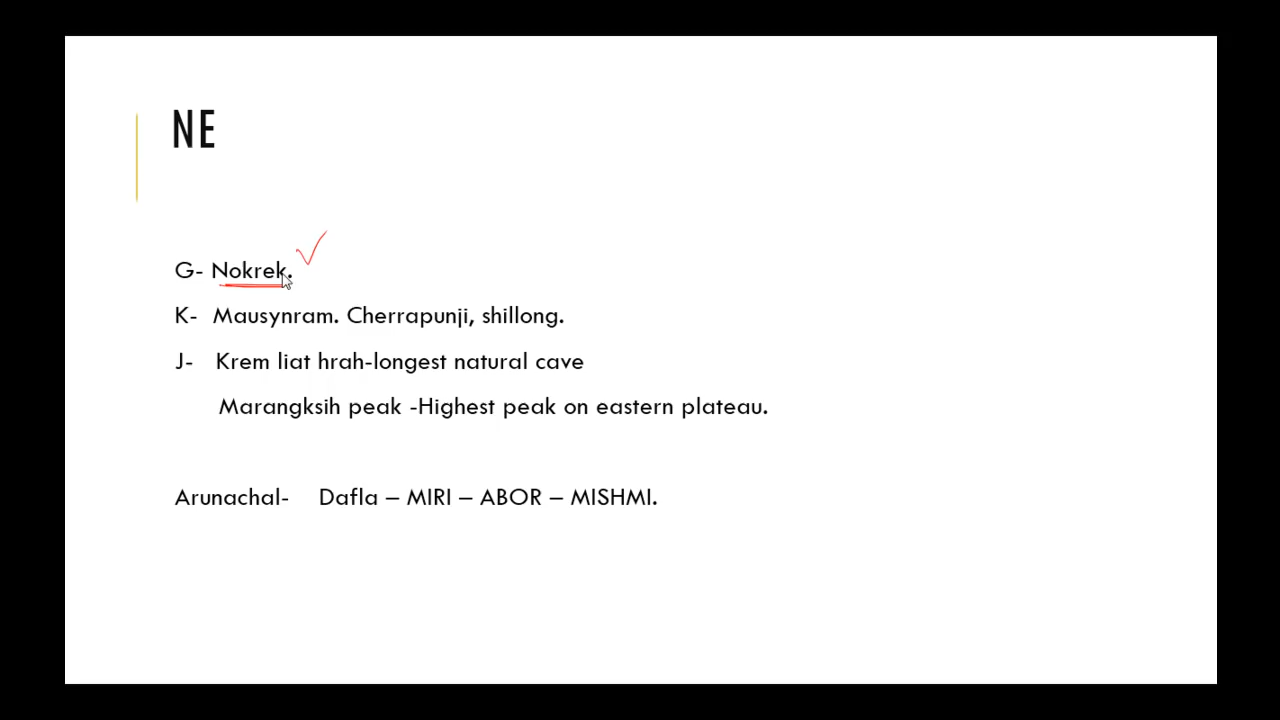 NE
G- Nokrek.
K- Mausynram. Cherrapunji, shillong.
J- Krem liat hrah-longest natural cave
Marangksih peak -Highest peak on eastern plateau.
Arunachal- Dafla – MIRI – ABOR – MISHMI.